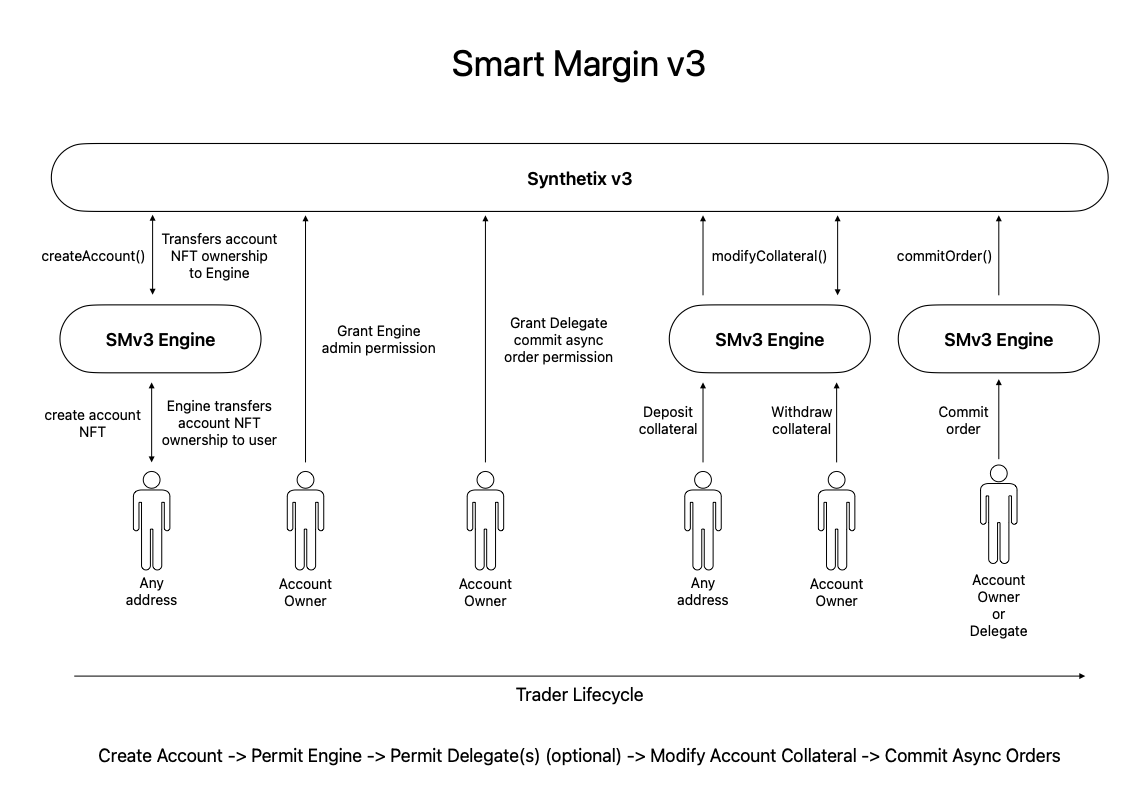 Smart Margin v3
Synthetix v3
createAccount()
Transfers account
NFT ownership
to Engine
modifyCollateral()
commitOrder()
SMv3 Engine
Grant Engine
admin permission
Grant Delegate
commit async
order permission
SMv3 Engine
SMv3 Engine
create account
NFT
Engine transfers
account NFT
ownership to user
Deposit
collateral
Withdraw
collateral
Commit
order
Any
address
Account
Owner
Account
Owner
Any
address
Account
Owner
Account
Owner
or
Delegate
Trader Lifecycle
Create Account -> Permit Engine -> Permit Delegate(s) (optional) -> Modify Account Collateral -> Commit Async Orders